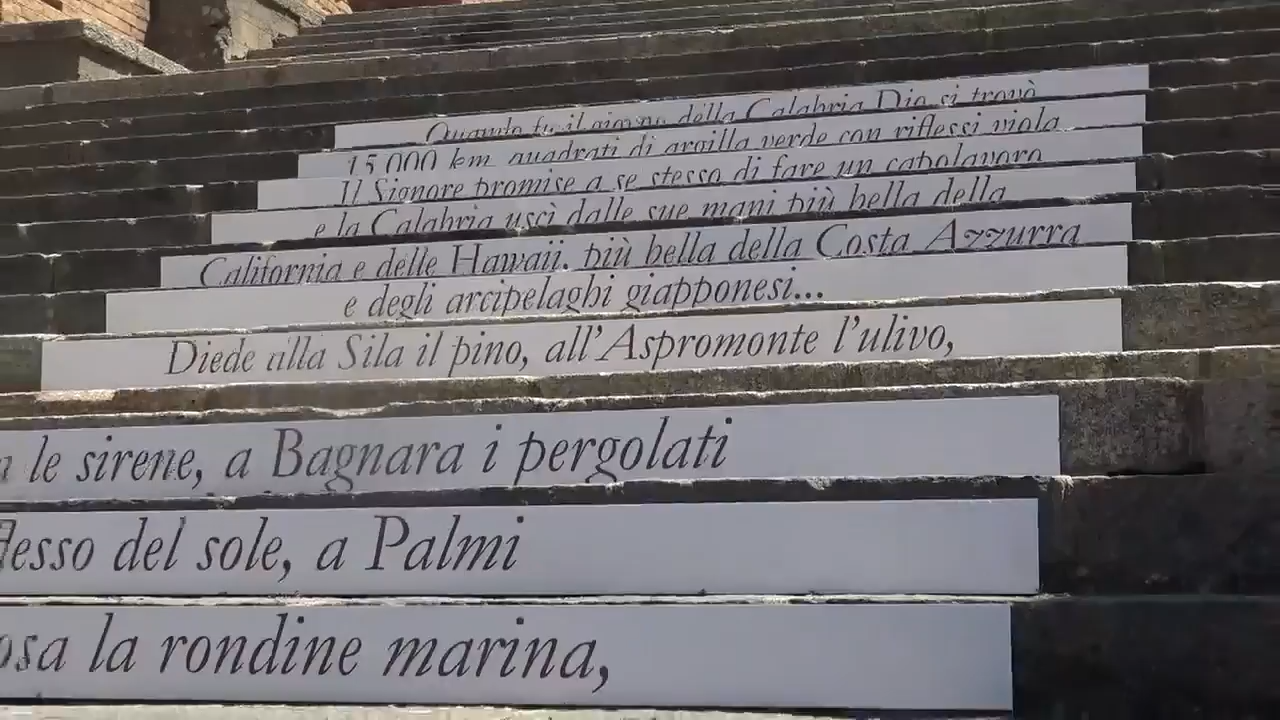 Quando fu il giorno della Calabria Dio si trovò
15.000 km quadrati di argilla verde con riflessi viola
Il Signore promise a se stesso di fare un capolavoro
e la Calabria uscì dalle sue mani più bella della
California e delle Hawaii, più bella della Costa Azzurra
e degli arcipelaghi giapponesi...
Diede alla Sila il pino, all'Aspromonte l'ulivo,
le sirene, a Bagnara i pergolati
del sole, a Palmi
la rondine marina,